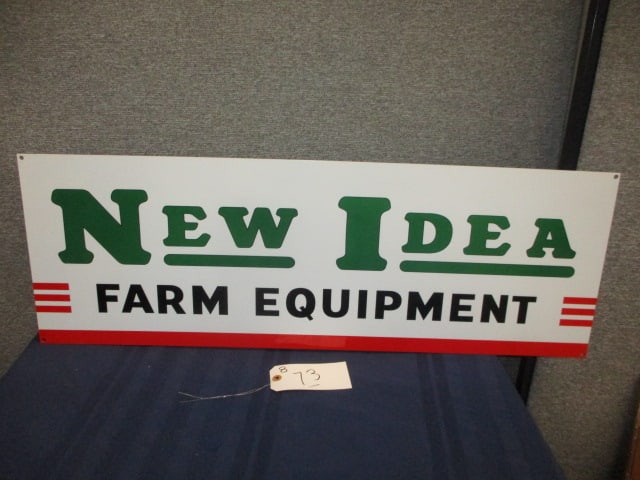 NEW IDEA
FARM EQUIPMENT
B 73